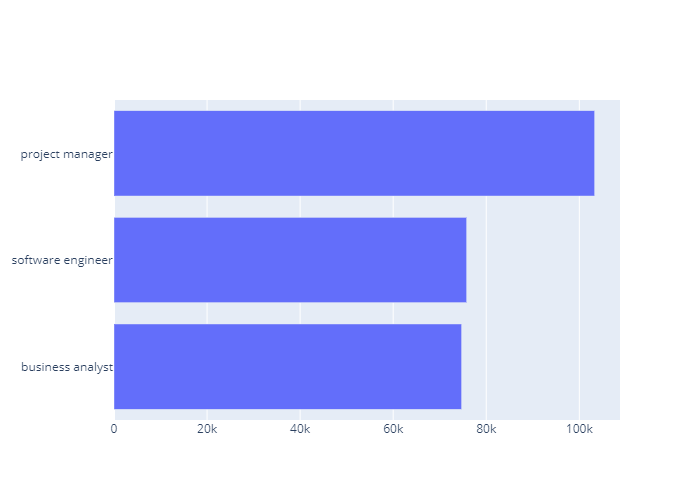 project manager
software engineer
business analyst
0 20k 40k 60k 80k 100k